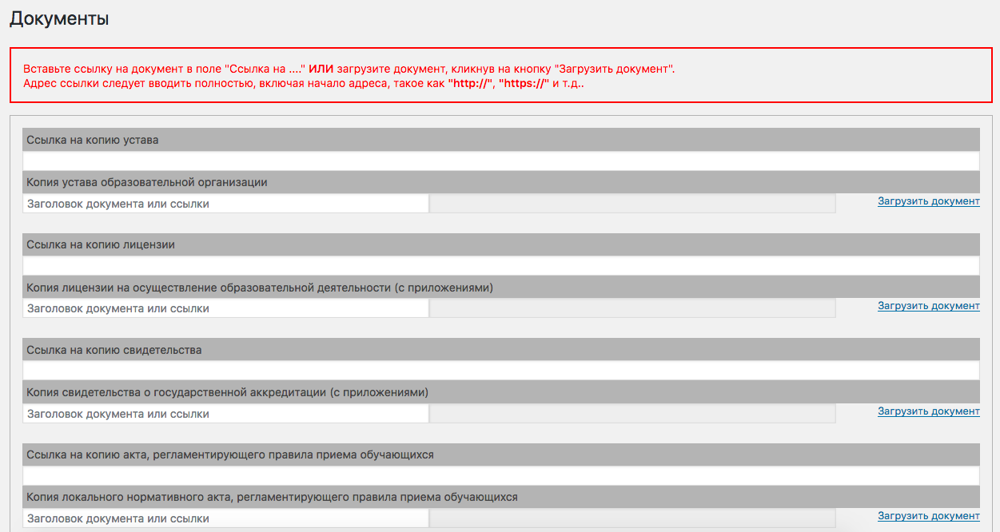 Документы
Вставьте ссылку на документ в поле "Ссылка на ...." ИЛИ загрузите документ, кликнув на кнопку "Загрузить документ".
Адрес ссылки следует вводить полностью, включая начало адреса, такое как "http://", "https://" и т.д..
Ссылка на копию устава
Копия устава образовательной организации
Заголовок документа или ссылки Загрузить документ
Ссылка на копию лицензии
Копия лицензии на осуществление образовательной деятельности (с приложениями)
Заголовок документа или ссылки Загрузить документ
Ссылка на копию свидетельства
Копия свидетельства о государственной аккредитации (с приложениями)
Заголовок документа или ссылки Загрузить документ
Ссылка на копию акта, регламентирующего правила приема обучающихся
Копия локального нормативного акта, регламентирующего правила приема обучающихся
Заголовок документа или ссылки Загрузить документ